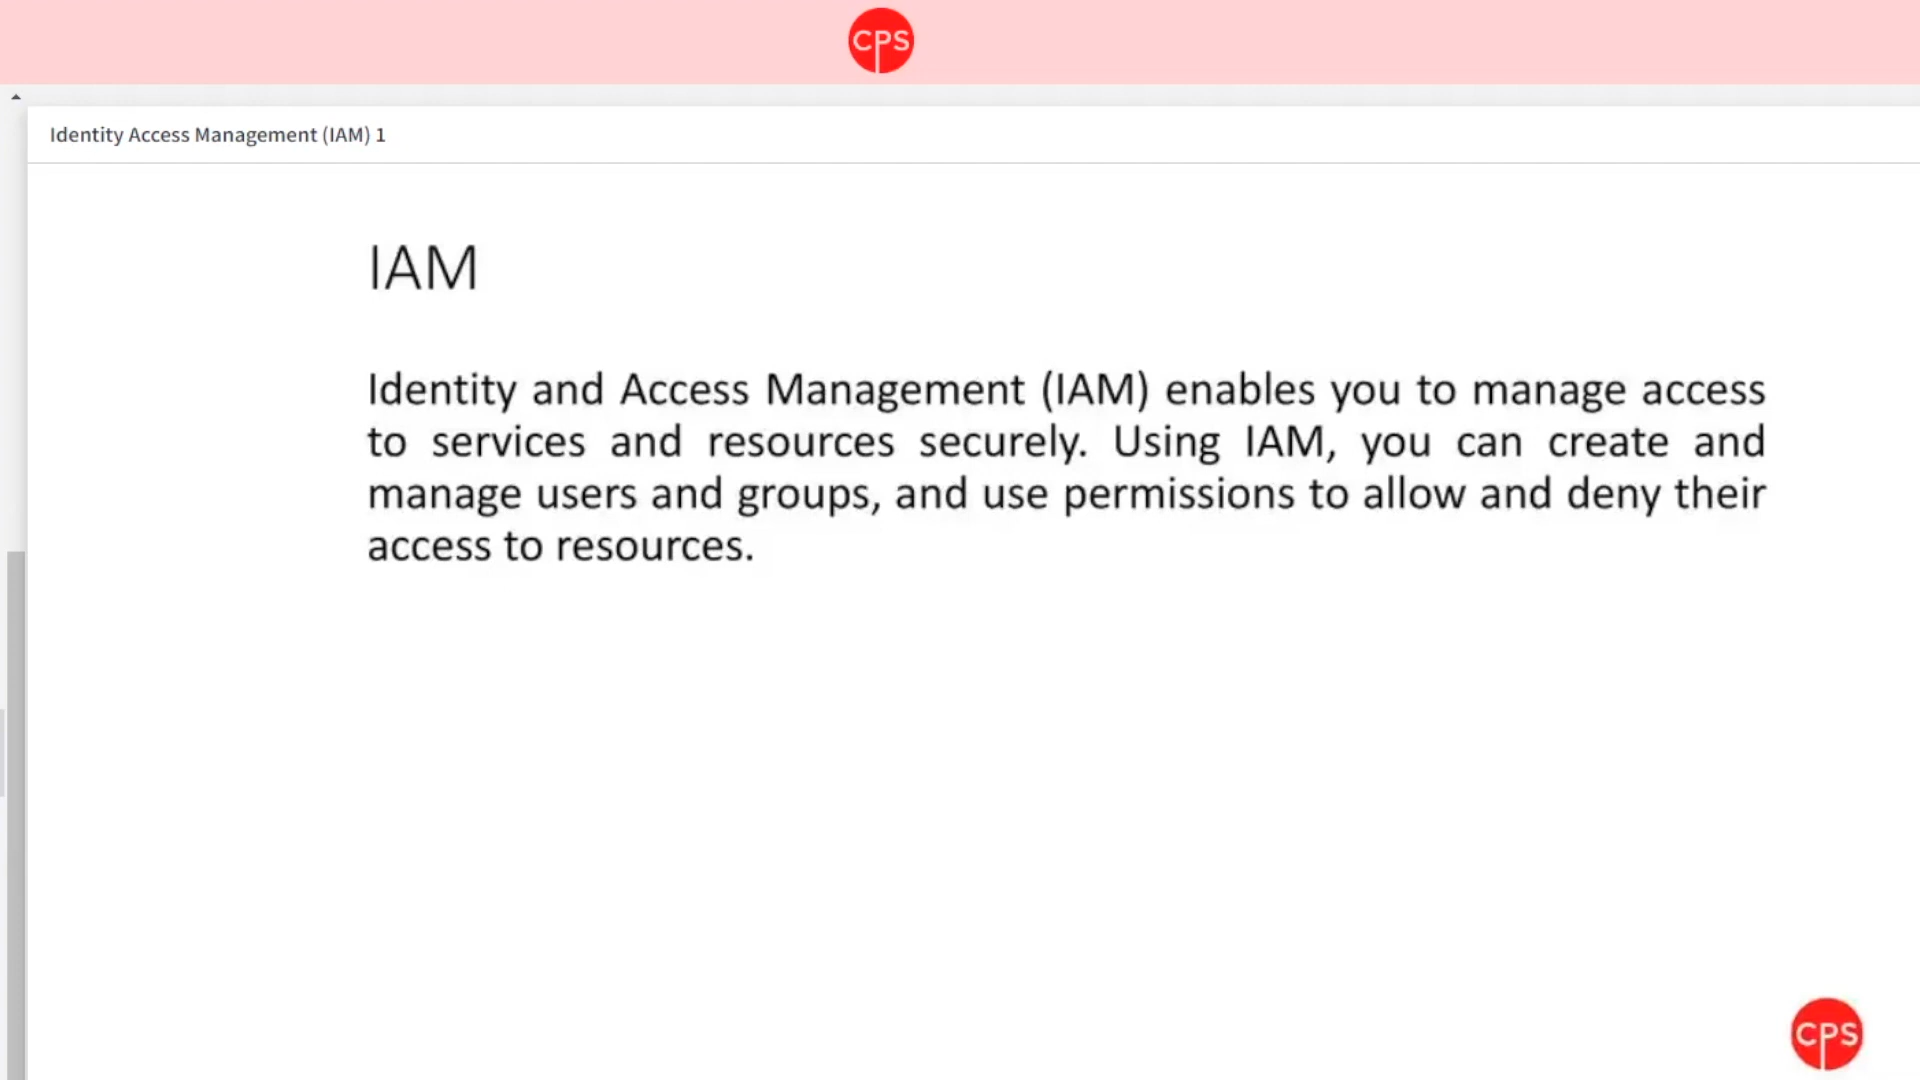 CPS
Identity Access Management (IAM) 1
IAM
Identity and Access Management (IAM) enables you to manage access
to services and resources securely. Using IAM, you can create and
manage users and groups, and use permissions to allow and deny their
access to resources.
CPS